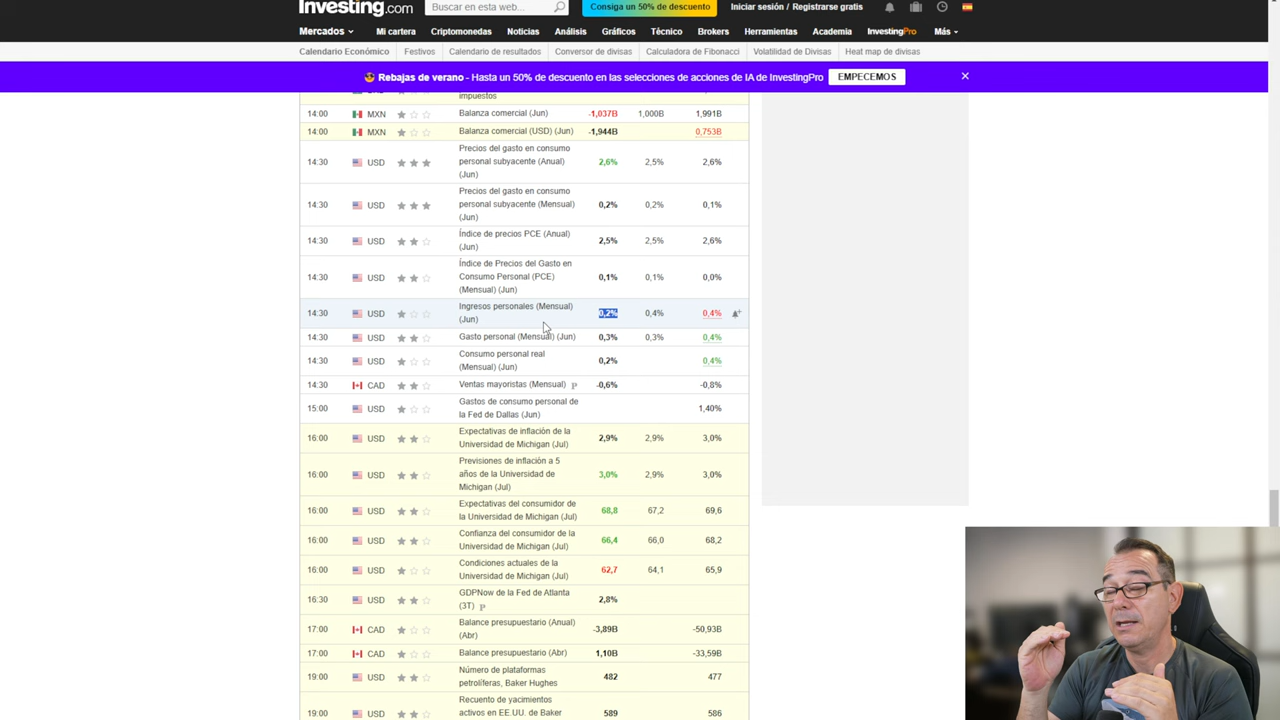 Investing.com
Buscar en esta web...
Consiga un 50% de descuento
Iniciar sesión / Registrarse gratis
Mercados Mi cartera Criptomonedas Noticias Análisis Gráficos Técnico Brokers Herramientas Academia InvestingPro Más
Calendario Económico Festivos Calendario de resultados Conversor de divisas Calculadora de Fibonacci Volatilidad de Divisas Heat map de divisas
Rebajas de verano - Hasta un 50% de descuento en las selecciones de acciones de IA de InvestingPro EMPECEMOS
impuestos
14:00 MXN Balanza comercial (Jun) -1,037B 1,000B 1,991B
14:00 MXN Balanza comercial (USD) (Jun) -1,944B 0,753B
Precios del gasto en consumo
14:30 USD personal subyacente (Anual) 2,6% 2,5% 2,6%
(Jun)
Precios del gasto en consumo
14:30 USD personal subyacente (Mensual) 0,2% 0,2% 0,1%
(Jun)
14:30 USD Índice de precios PCE (Anual) 2,5% 2,5% 2,6%
(Jun)
Índice de Precios del Gasto en
14:30 USD Consumo Personal (PCE) 0,1% 0,1% 0,0%
(Mensual) (Jun)
14:30 USD Ingresos personales (Mensual) 0,2% 0,4% 0,4%
(Jun)
14:30 USD Gasto personal (Mensual) (Jun) 0,3% 0,3% 0,4%
14:30 USD Consumo personal real 0,2% 0,4%
(Mensual) (Jun)
14:30 CAD Ventas mayoristas (Mensual) P -0,6% -0,8%
15:00 USD Gastos de consumo personal de 1,40%
la Fed de Dallas (Jun)
16:00 USD Expectativas de inflación de la 2,9% 2,9% 3,0%
Universidad de Michigan (Jul)
Previsiones de inflación a 5
16:00 USD años de la Universidad de 3,0% 2,9% 3,0%
Michigan (Jul)
16:00 USD Expectativas del consumidor de 68,8 67,2 69,6
la Universidad de Michigan (Jul)
16:00 USD Confianza del consumidor de la 66,4 66,0 68,2
Universidad de Michigan (Jul)
16:00 USD Condiciones actuales de la 62,7 64,1 65,9
Universidad de Michigan (Jul)
16:30 USD GDPNow de la Fed de Atlanta 2,8%
(3T) P
17:00 CAD Balance presupuestario (Anual) -3,89B -50,93B
(Abr)
17:00 CAD Balance presupuestario (Abr) 1,10B -33,59B
19:00 USD Número de plataformas 482 477
petrolíferas, Baker Hughes
Recuento de yacimientos
19:00 USD activos en EE.UU. de Baker 589 586